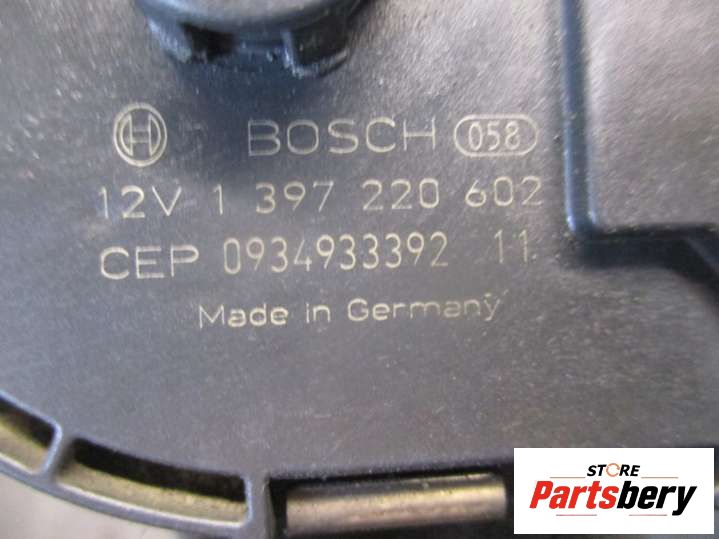 BOSCH 058
12V 1 397 220 602
CEP 0934933392 11
Made in Germany
STORE
Partsbery